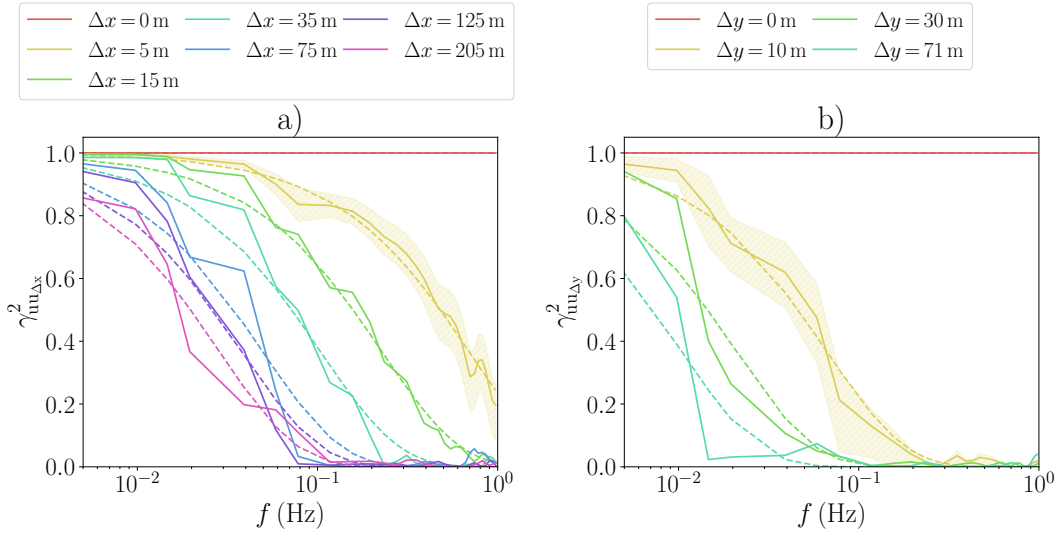 Δx = 0 m Δx = 35 m Δx = 125 m
Δx = 5 m Δx = 75 m Δx = 205 m
Δx = 15 m
Δy = 0 m Δy = 30 m
Δy = 10 m Δy = 71 m
a)
1.0
0.8
0.6
0.4
0.2
0.0
γ²uuΔx
10⁻² 10⁻¹ 10⁰
f (Hz)
b)
1.0
0.8
0.6
0.4
0.2
0.0
γ²uuΔy
10⁻² 10⁻¹ 10⁰
f (Hz)